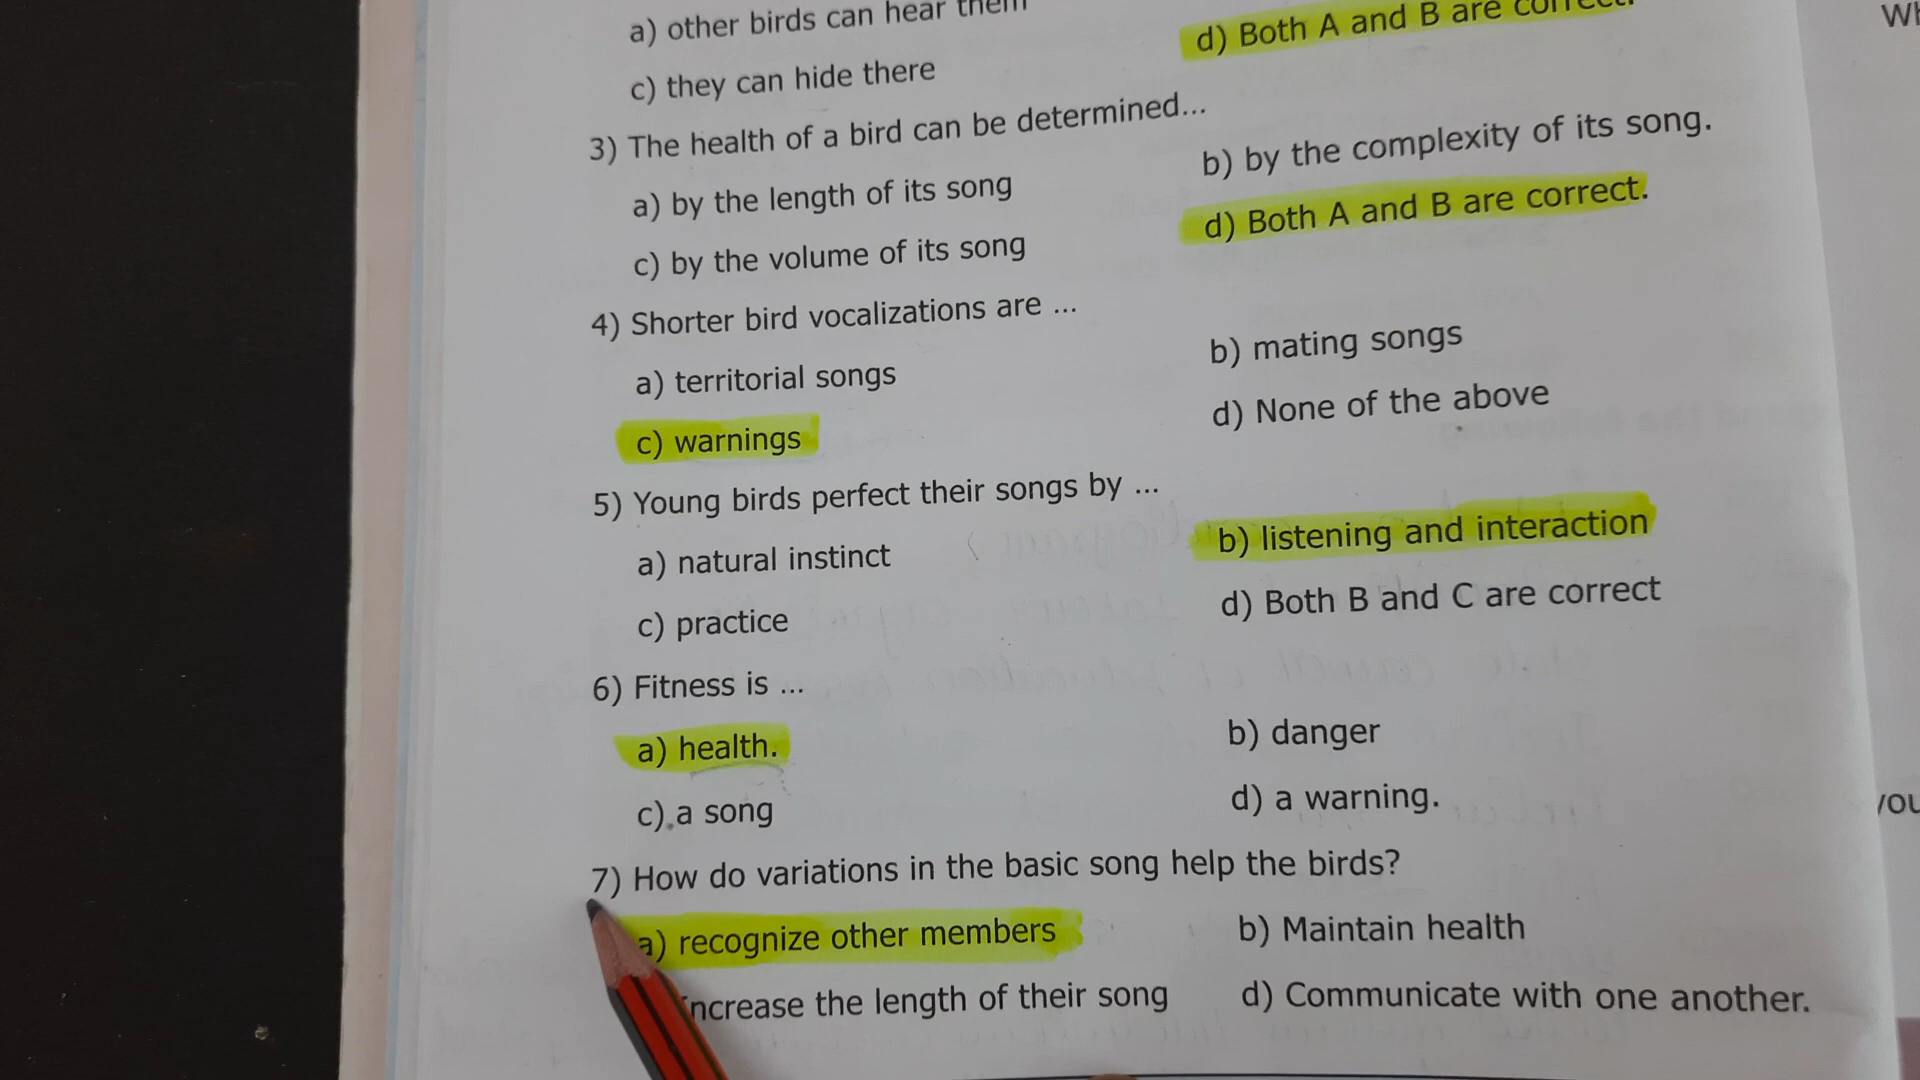 a) other birds can hear them
d) Both A and B are correct.
c) they can hide there
3) The health of a bird can be determined...
a) by the length of its song
b) by the complexity of its song.
c) by the volume of its song
d) Both A and B are correct.
4) Shorter bird vocalizations are ...
a) territorial songs
b) mating songs
c) warnings
d) None of the above
5) Young birds perfect their songs by ...
a) natural instinct
b) listening and interaction
c) practice
d) Both B and C are correct
6) Fitness is ...
a) health.
b) danger
c) a song
d) a warning.
7) How do variations in the basic song help the birds?
a) recognize other members
b) Maintain health
increase the length of their song
d) Communicate with one another.